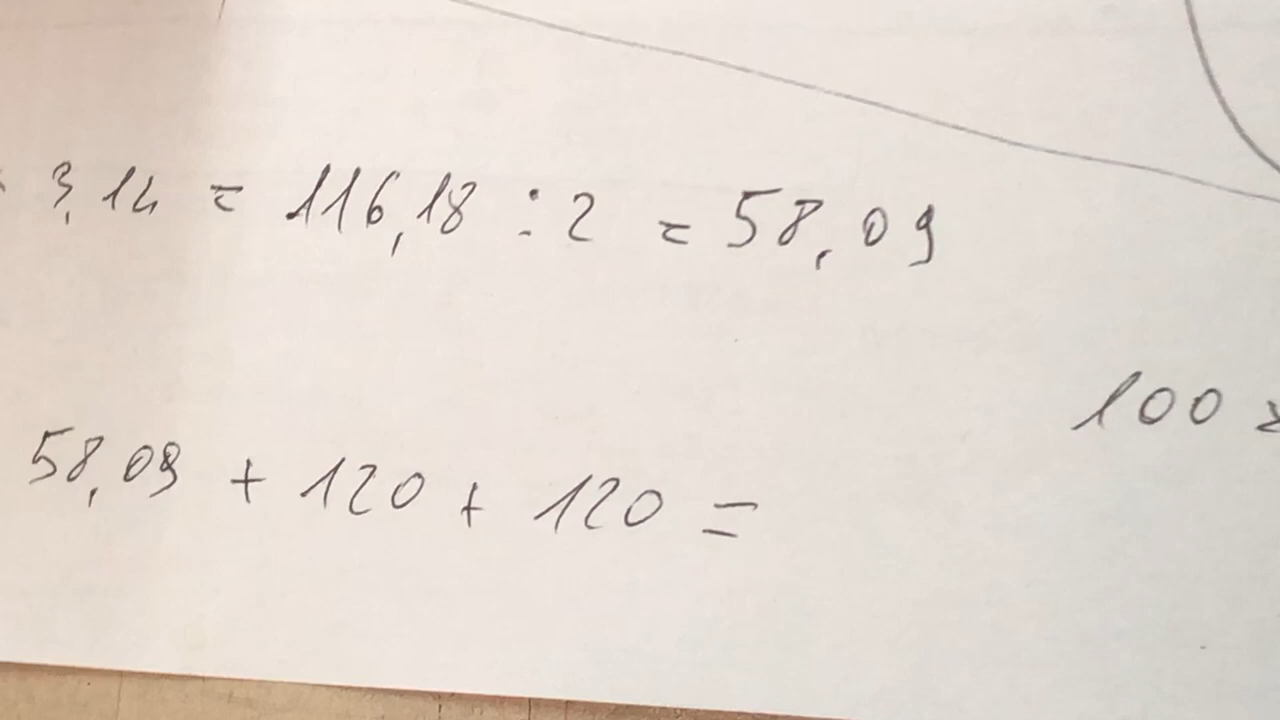 3,14 = 116,18 : 2 = 58,09
100
58,09 + 120 + 120 =